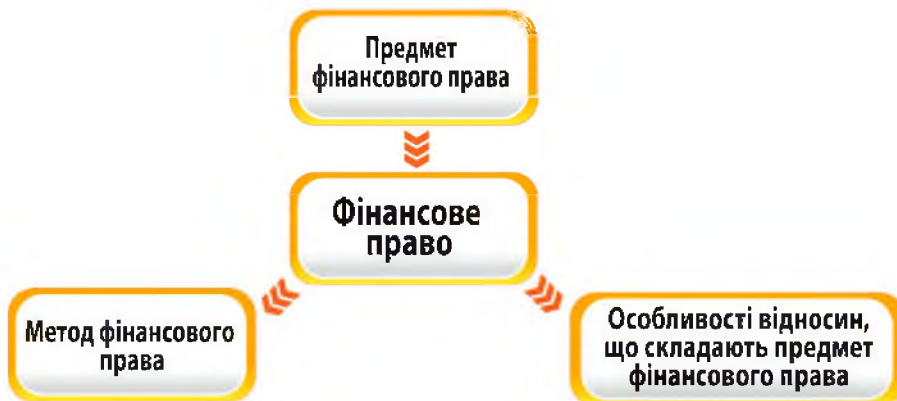 Предмет
фінансового права
Фінансове
право
Метод фінансового
права
Особливості відносин,
що складають предмет
фінансового права